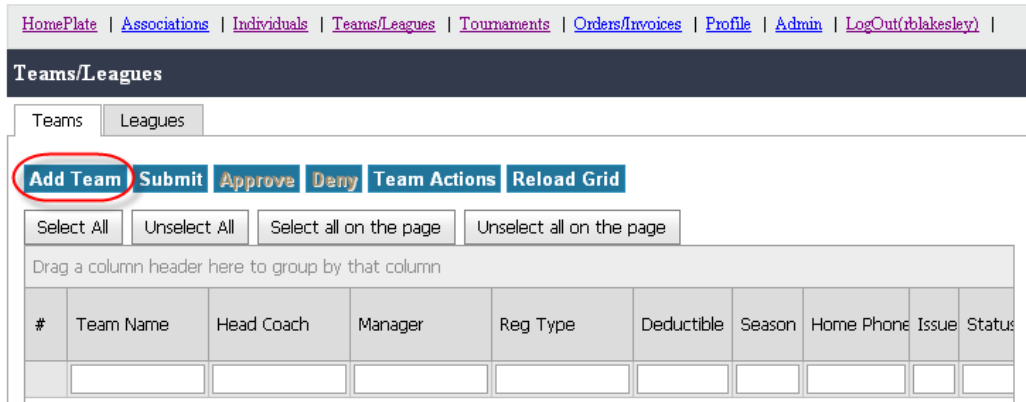 HomePlate | Associations | Individuals | Teams/Leagues | Tournaments | Orders/Invoices | Profile | Admin | LogOut(rblakesley) |
Teams/Leagues
Teams Leagues
Add Team Submit Approve Deny Team Actions Reload Grid
Select All Unselect All Select all on the page Unselect all on the page
Drag a column header here to group by that column
# Team Name Head Coach Manager Reg Type Deductible Season Home Phone Issue Status